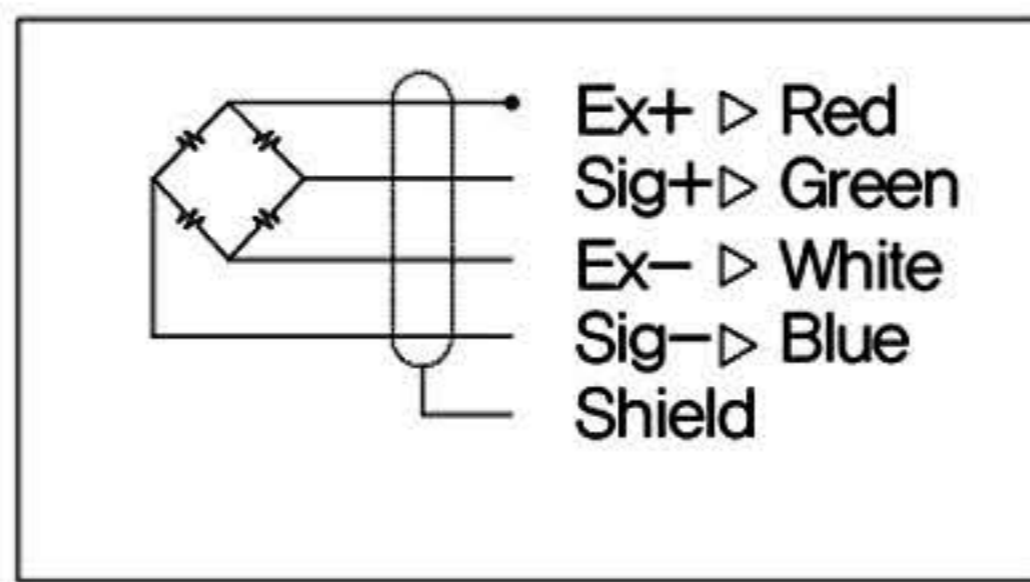 Ex+ ▷ Red
Sig+▷ Green
Ex− ▷ White
Sig−▷ Blue
Shield